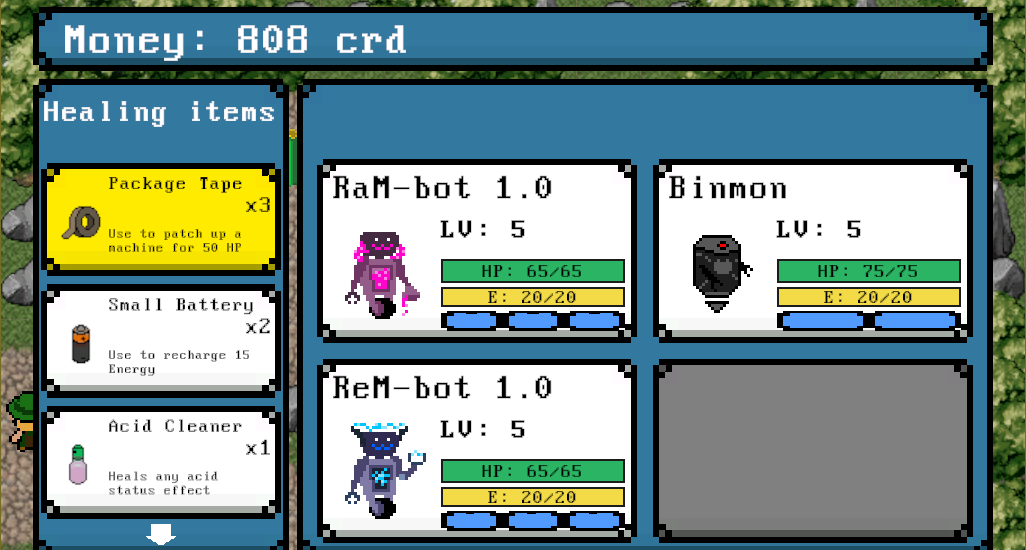 Money: 808 crd
Healing items
Package Tape
x3
Use to patch up a
machine for 50 HP
Small Battery
x2
Use to recharge 15
Energy
Acid Cleaner
x1
Heals any acid
status effect
RaM-bot 1.0
LV: 5
HP: 65/65
E: 20/20
Binmon
LV: 5
HP: 75/75
E: 20/20
ReM-bot 1.0
LV: 5
HP: 65/65
E: 20/20